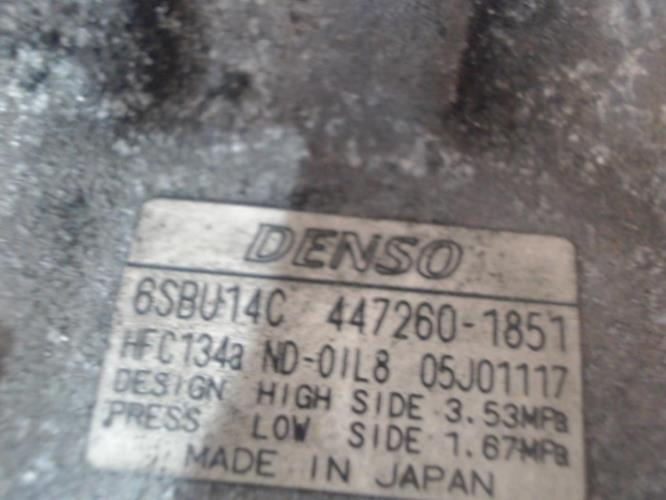 DENSO
6SBU14C 447260-1851
HFC134a ND-OIL8 05J01117
DESIGN HIGH SIDE 3.53MPa
PRESS LOW SIDE 1.67MPa
MADE IN JAPAN